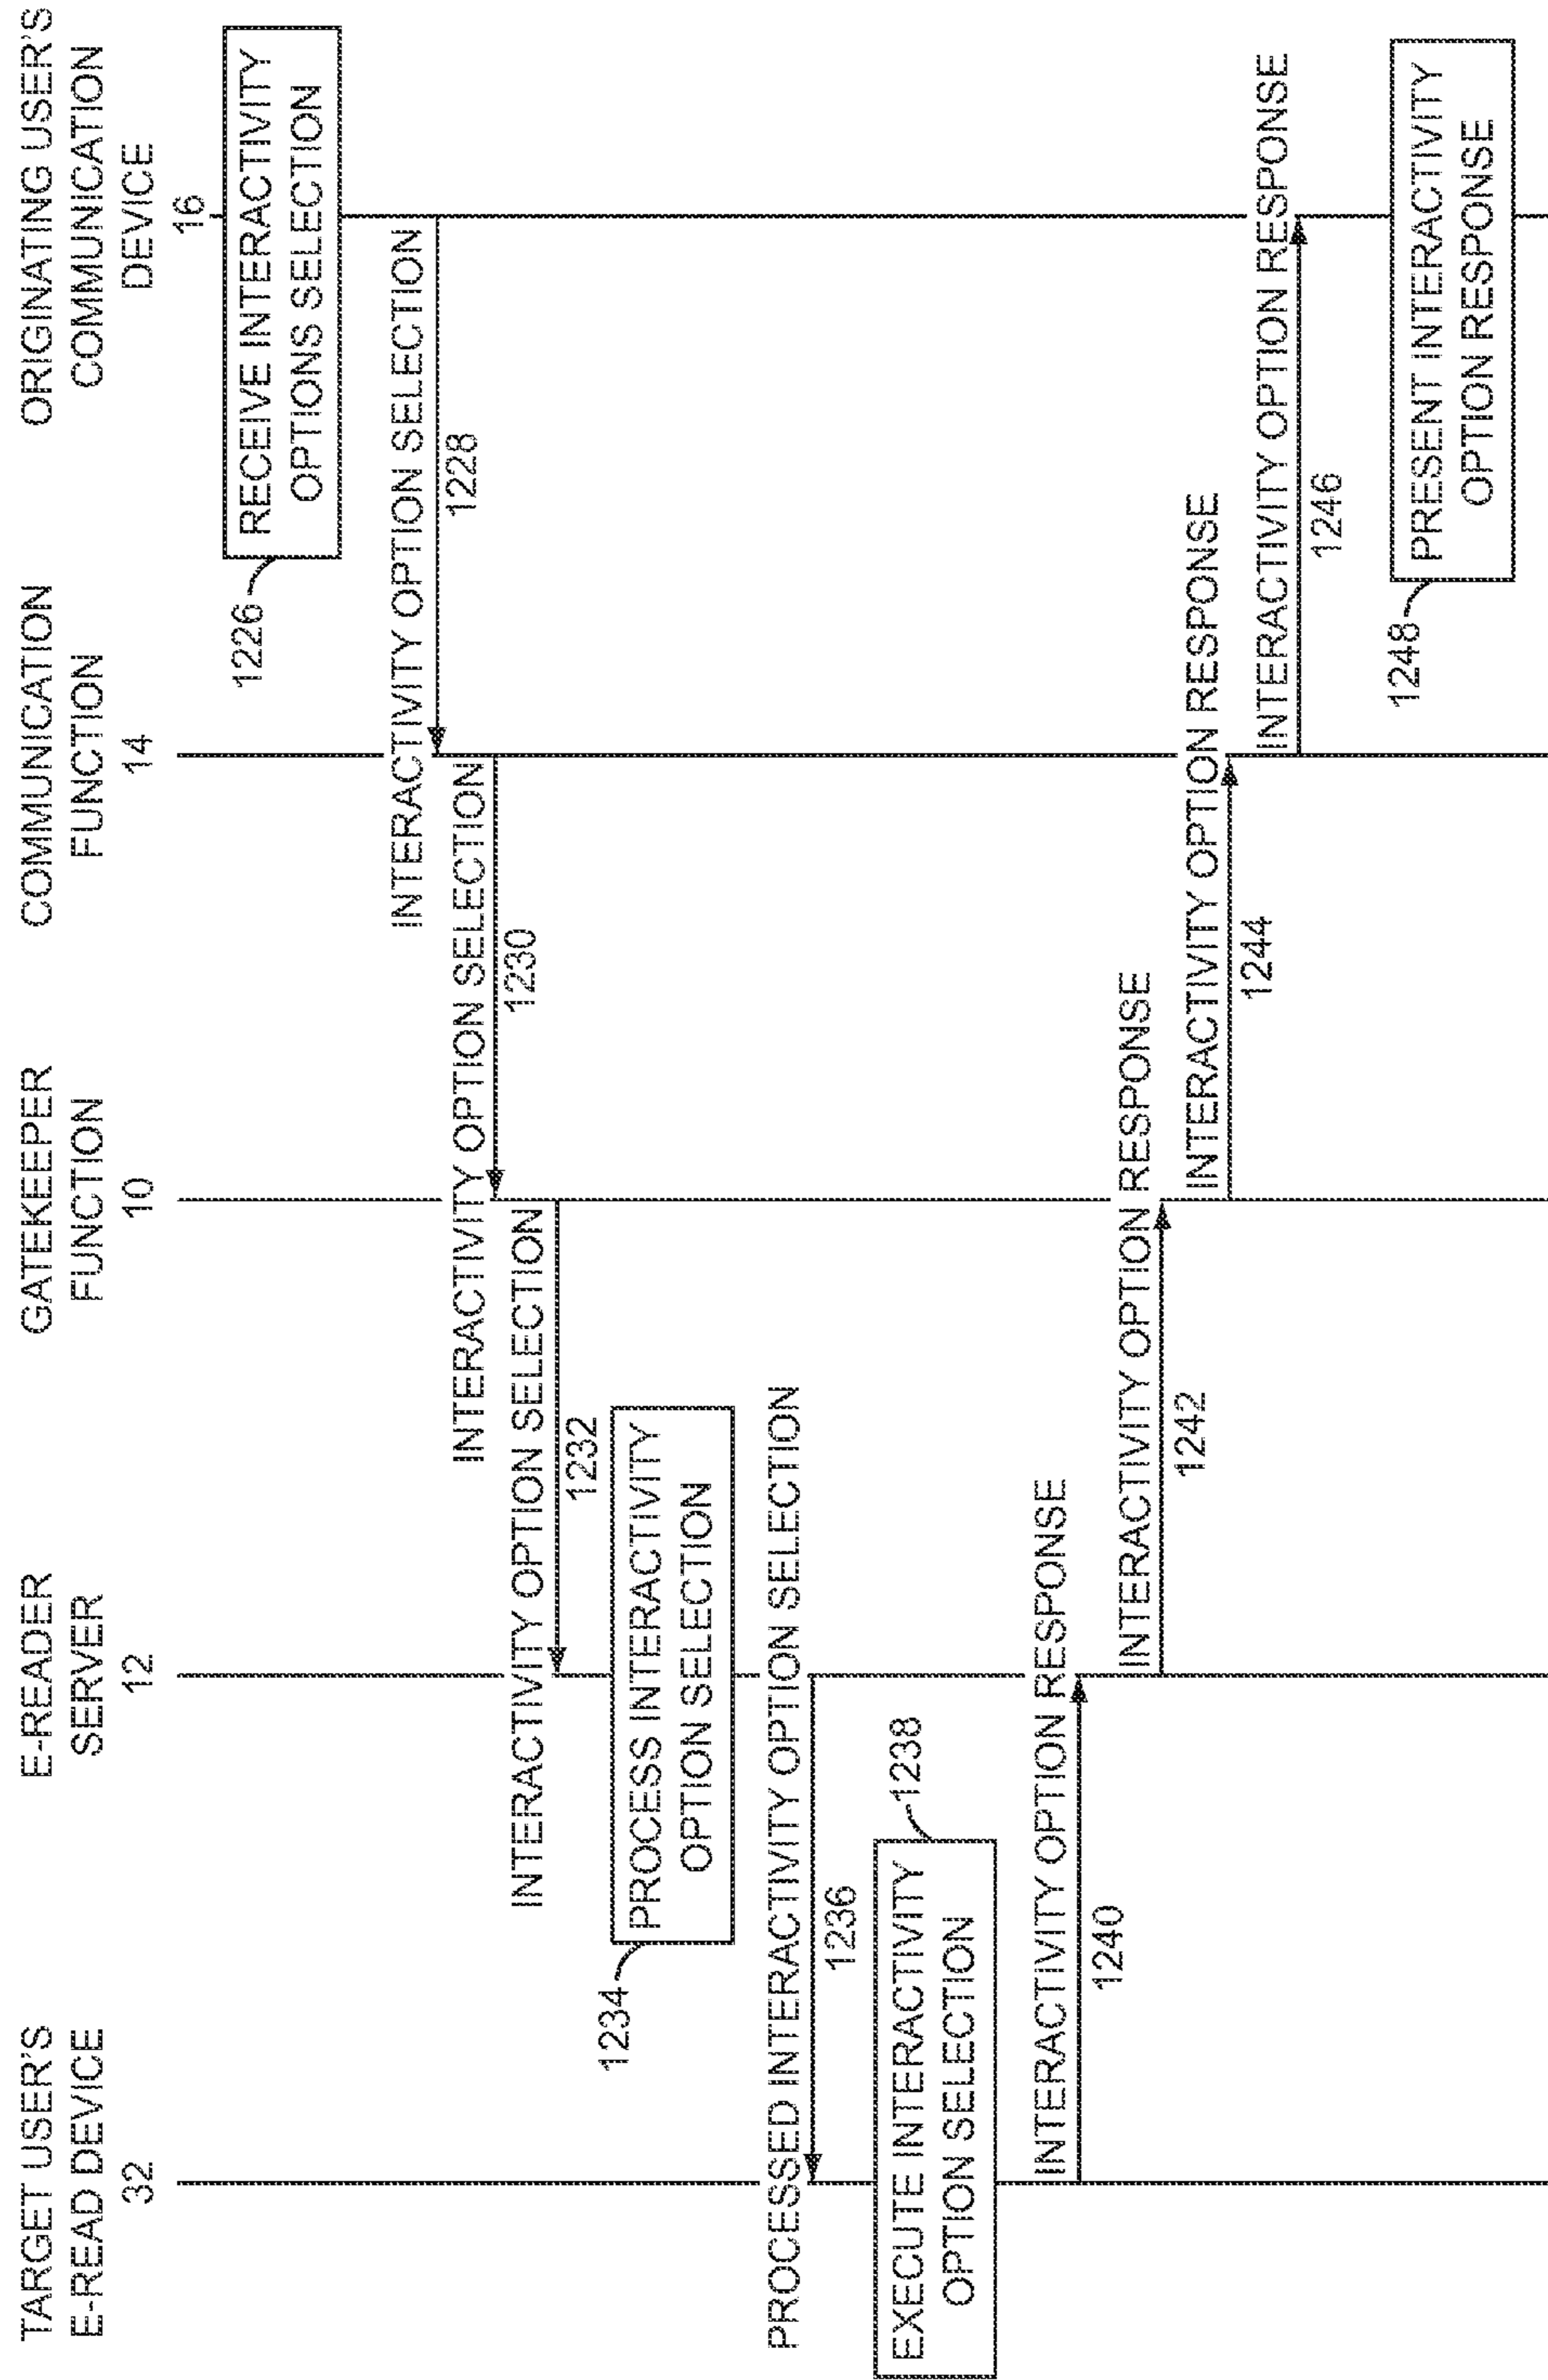 TARGET USER'S
E-READ DEVICE
32
E-READER
SERVER
12
GATEKEEPER
FUNCTION
10
COMMUNICATION
FUNCTION
14
ORIGINATING USER'S
COMMUNICATION
DEVICE
16
RECEIVE INTERACTIVITY
OPTIONS SELECTION
1226
INTERACTIVITY OPTION SELECTION
1228
INTERACTIVITY OPTION SELECTION
1230
INTERACTIVITY OPTION SELECTION
1232
PROCESS INTERACTIVITY
OPTION SELECTION
1234
PROCESSED INTERACTIVITY OPTION SELECTION
1236
EXECUTE INTERACTIVITY
OPTION SELECTION
1238
INTERACTIVITY OPTION RESPONSE
1240
INTERACTIVITY OPTION RESPONSE
1242
INTERACTIVITY OPTION RESPONSE
1244
INTERACTIVITY OPTION RESPONSE
1246
PRESENT INTERACTIVITY
OPTION RESPONSE
1248